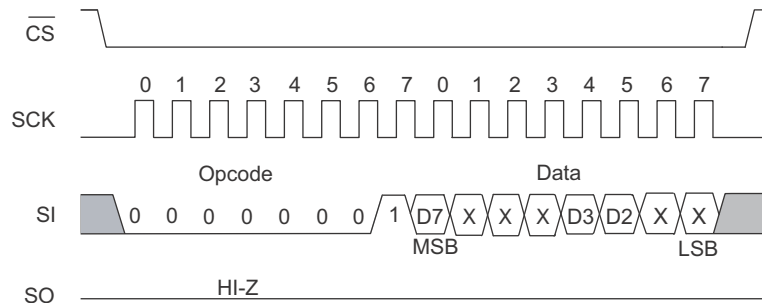 CS
0 1 2 3 4 5 6 7 0 1 2 3 4 5 6 7
SCK
Opcode Data
SI 0 0 0 0 0 0 0 1 D7 X X X D3 D2 X X
MSB LSB
HI-Z
SO